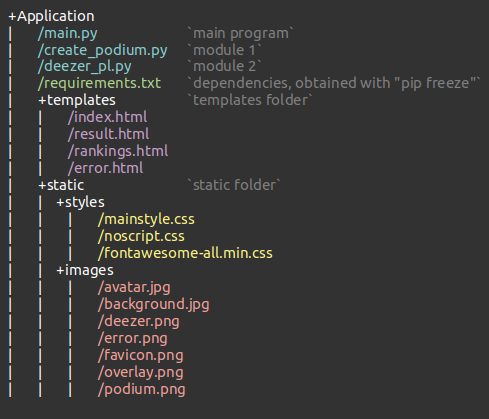 +Application
|	/main.py	`main program`
|	/create_podium.py	`module 1`
|	/deezer_pl.py	`module 2`
|	/requirements.txt	`dependencies, obtained with "pip freeze"`
|	+templates	`templates folder`
|	|	/index.html
|	|	/result.html
|	|	/rankings.html
|	|	/error.html
|	+static	`static folder`
|	|	+styles
|	|	|	/mainstyle.css
|	|	|	/noscript.css
|	|	|	/fontawesome-all.min.css
|	|	+images
|	|	|	/avatar.jpg
|	|	|	/background.jpg
|	|	|	/deezer.png
|	|	|	/error.png
|	|	|	/favicon.png
|	|	|	/overlay.png
|	|	|	/podium.png